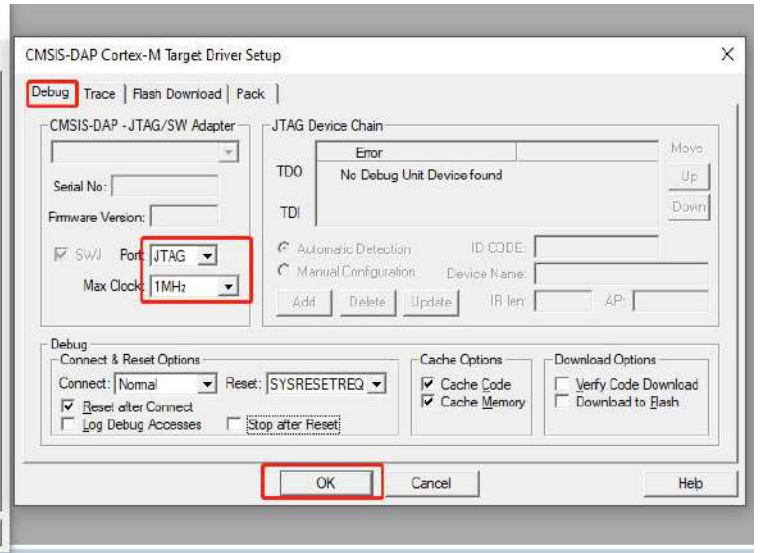 CMSIS-DAP Cortex-M Target Driver Setup
Debug Trace Flash Download Pack
CMSIS-DAP - JTAG/SW Adapter
Serial No:
Firmware Version:
SWJ Port: JTAG
Max Clock: 1MHz
JTAG Device Chain
Error
TDO No Debug Unit Device found
TDI
Move
Up
Down
Automatic Detection ID CODE:
Manual Configuration Device Name:
Add Delete Update IR len: AP:
Debug
Connect & Reset Options
Connect: Normal Reset: SYSRESETREQ
Reset after Connect
Log Debug Accesses Stop after Reset
Cache Options
Cache Code
Cache Memory
Download Options
Verify Code Download
Download to Flash
OK Cancel Help